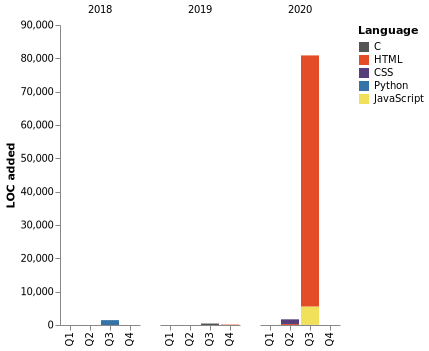 2018 2019 2020
Language
C
HTML
CSS
Python
JavaScript
LOC added
90,000
80,000
70,000
60,000
50,000
40,000
30,000
20,000
10,000
0
Q1 Q2 Q3 Q4 Q1 Q2 Q3 Q4 Q1 Q2 Q3 Q4